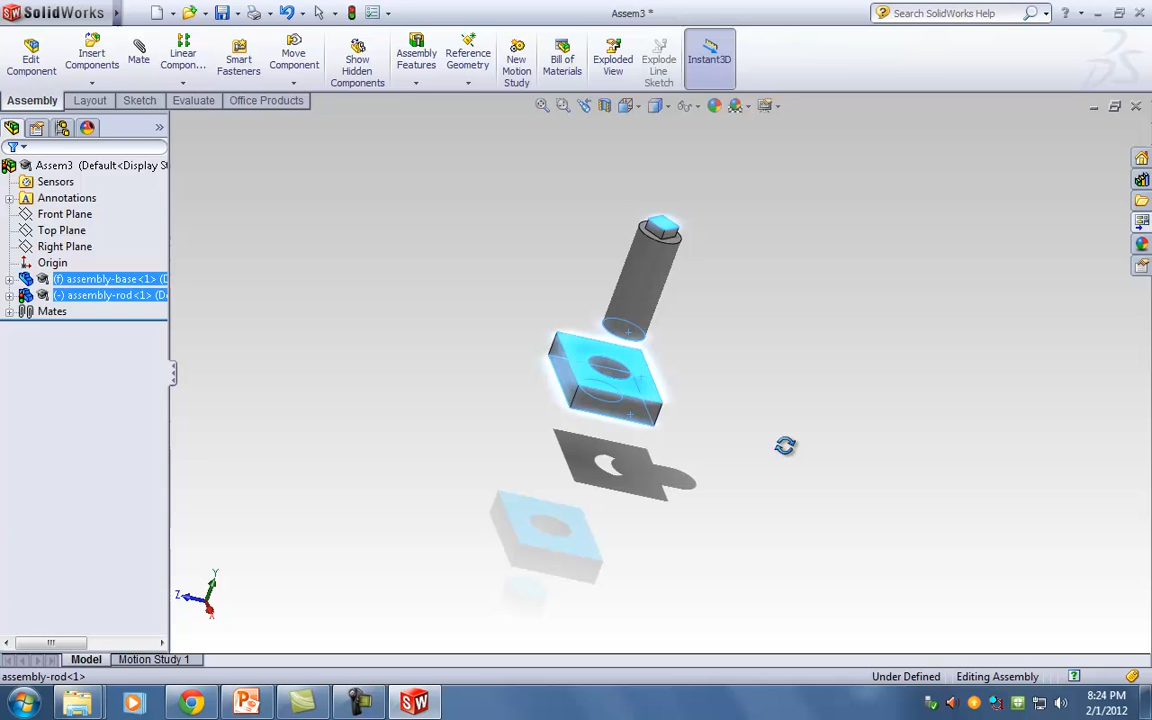 SolidWorks
Assem3 *
Search SolidWorks Help
Edit Component
Insert Components
Mate
Linear Compon...
Smart Fasteners
Move Component
Show Hidden Components
Assembly Features
Reference Geometry
New Motion Study
Bill of Materials
Exploded View
Explode Line Sketch
Instant3D
Assembly Layout Sketch Evaluate Office Products
Assem3 (Default<Display S
Sensors
Annotations
Front Plane
Top Plane
Right Plane
Origin
(f) assembly-base<1> (D
(-) assembly-rod<1> (De
Mates
Y
Z
X
Model Motion Study 1
assembly-rod<1>
Under Defined
Editing Assembly
8:24 PM
2/1/2012